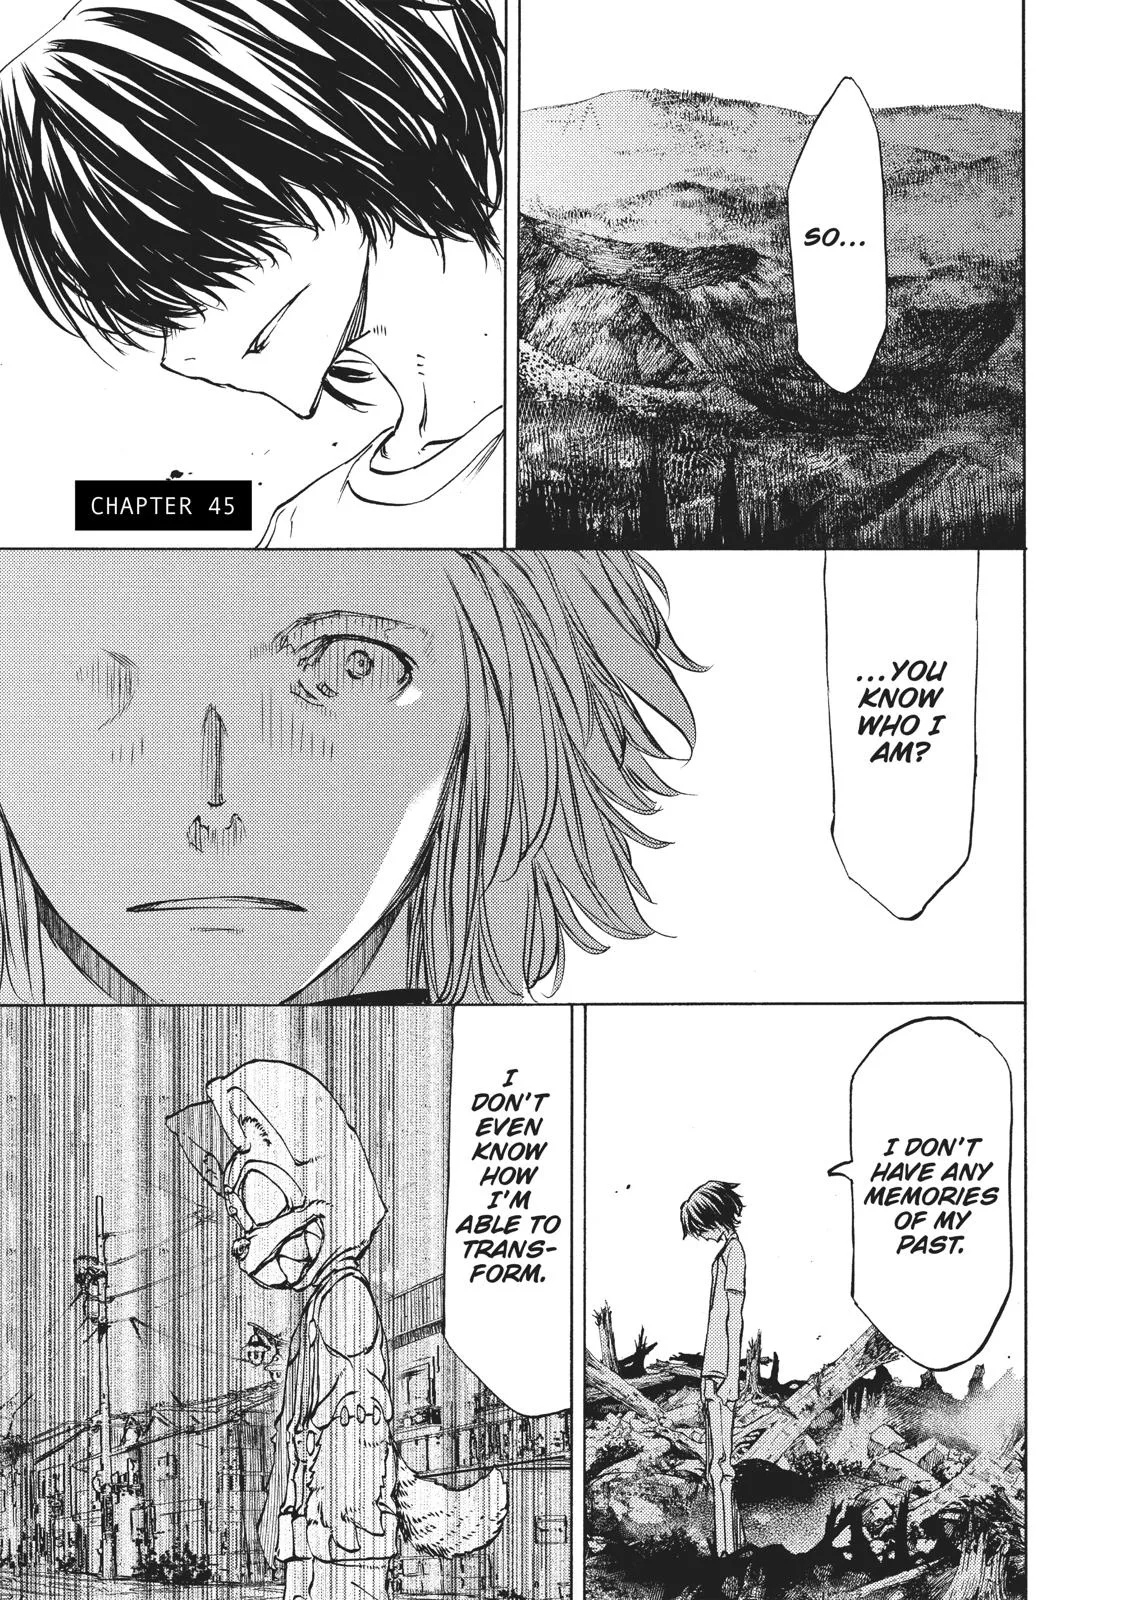 SO...
CHAPTER 45
...YOU
KNOW
WHO I
AM?
I DON'T
HAVE ANY
MEMORIES
OF MY
PAST.
I
DON'T
EVEN
KNOW
HOW
I'M
ABLE TO
TRANS-
FORM.